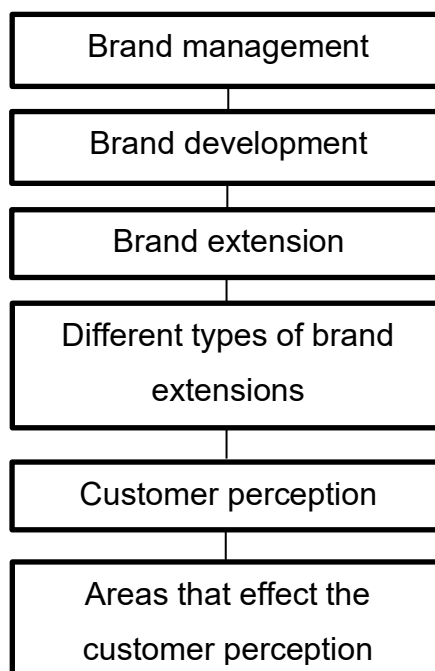 Brand management
Brand development
Brand extension
Different types of brand
extensions
Customer perception
Areas that effect the
customer perception